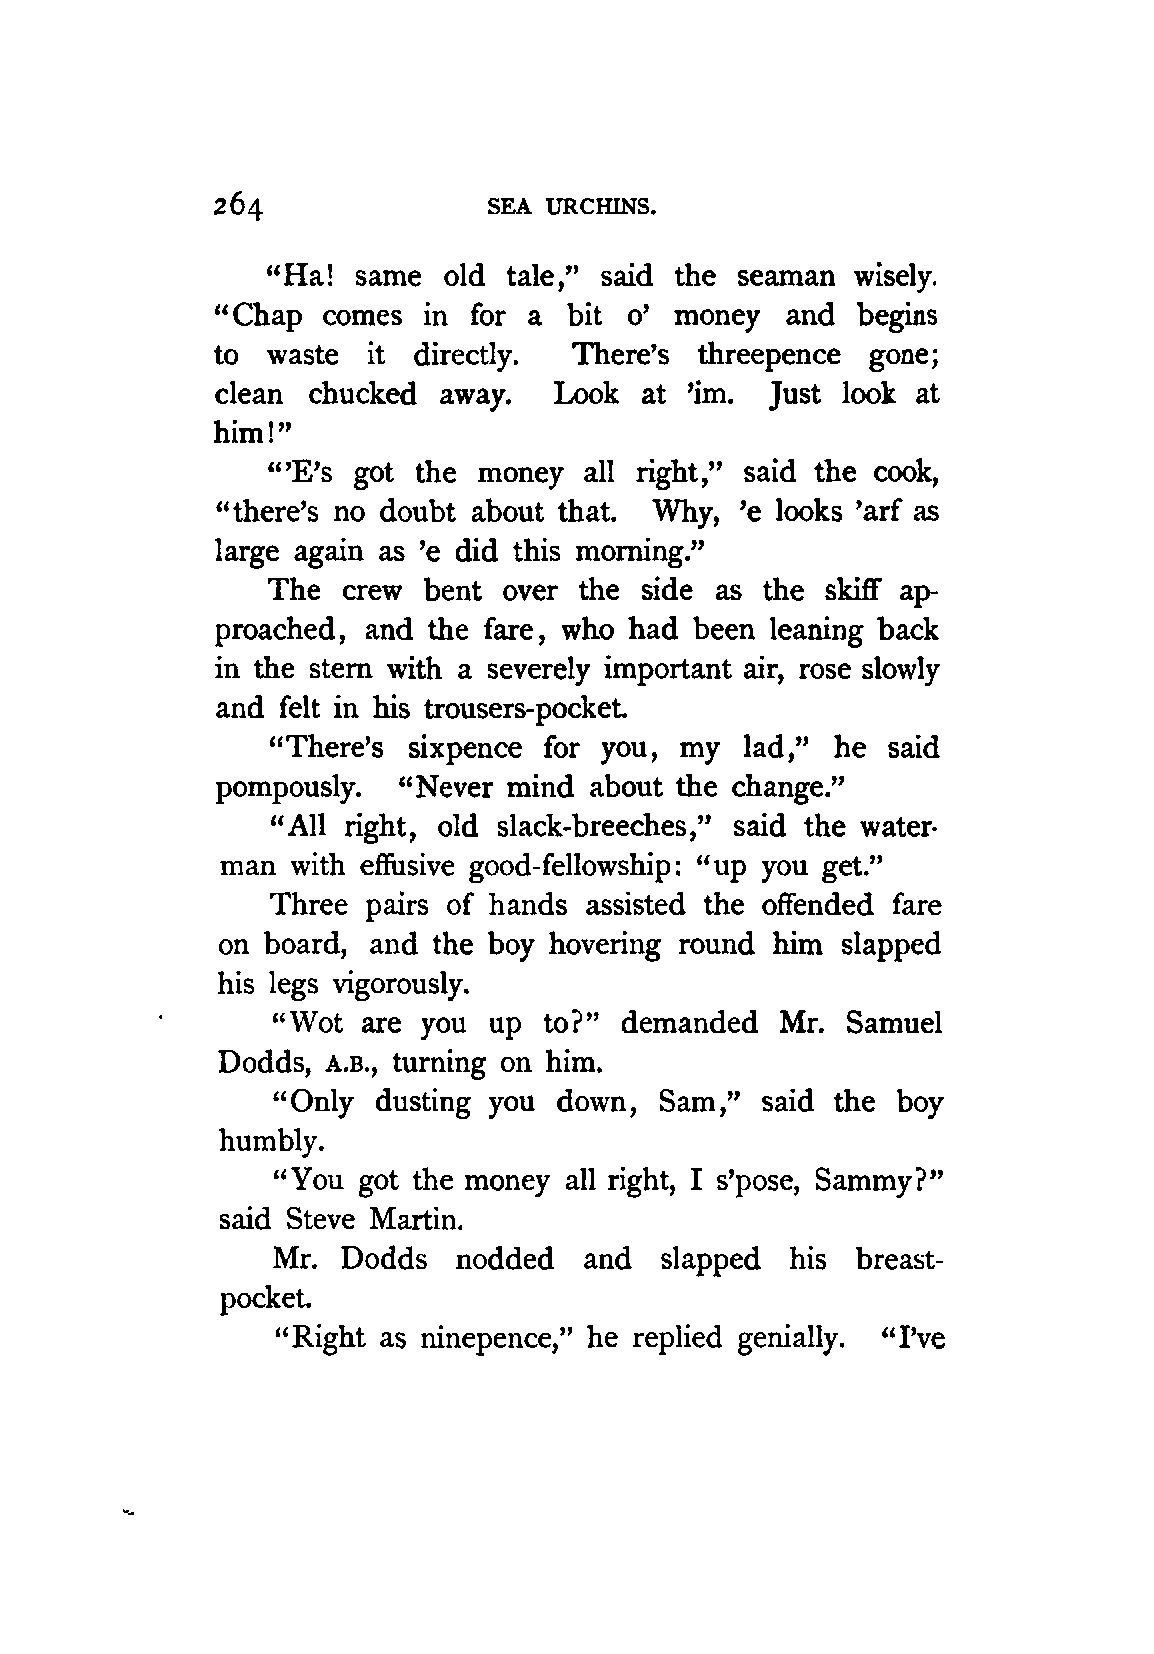 264 SEA URCHINS.
“Ha! same old tale,” said the seaman wisely.
“Chap comes in for a bit o’ money and begins
to waste it directly. There’s threepence gone;
clean chucked away. Look at ’im. Just look at
him!”
“’E’s got the money all right,” said the cook,
“there’s no doubt about that. Why, ’e looks ’arf as
large again as ’e did this morning.”
The crew bent over the side as the skiff ap-
proached, and the fare, who had been leaning back
in the stern with a severely important air, rose slowly
and felt in his trousers-pocket.
“There’s sixpence for you, my lad,” he said
pompously. “Never mind about the change.”
“All right, old slack-breeches,” said the water-
man with effusive good-fellowship: “up you get.”
Three pairs of hands assisted the offended fare
on board, and the boy hovering round him slapped
his legs vigorously.
“Wot are you up to?” demanded Mr. Samuel
Dodds, A.B., turning on him.
“Only dusting you down, Sam,” said the boy
humbly.
“You got the money all right, I s’pose, Sammy?”
said Steve Martin.
Mr. Dodds nodded and slapped his breast-
pocket.
“Right as ninepence,” he replied genially. “I’ve